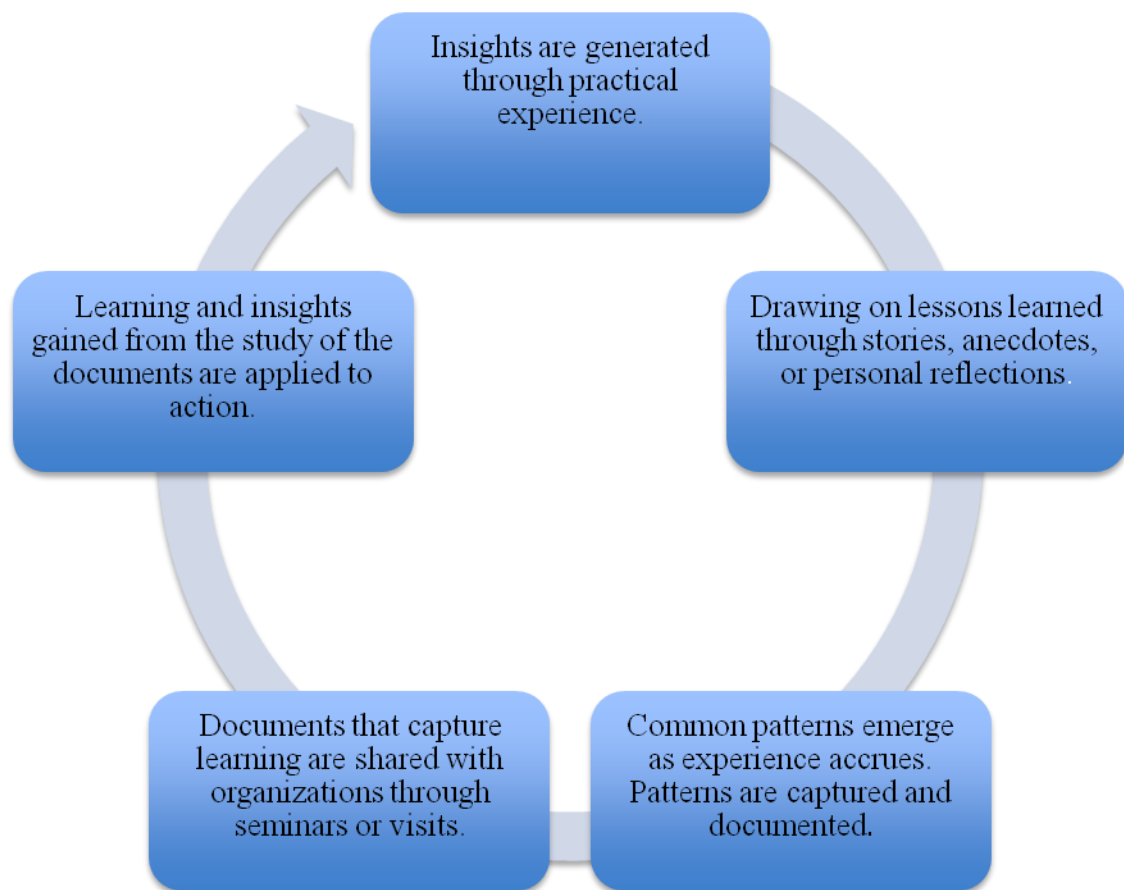 Insights are generated
through practical
experience.
Drawing on lessons learned
through stories, anecdotes,
or personal reflections.
Common patterns emerge
as experience accrues.
Patterns are captured and
documented.
Documents that capture
learning are shared with
organizations through
seminars or visits.
Learning and insights
gained from the study of the
documents are applied to
action.